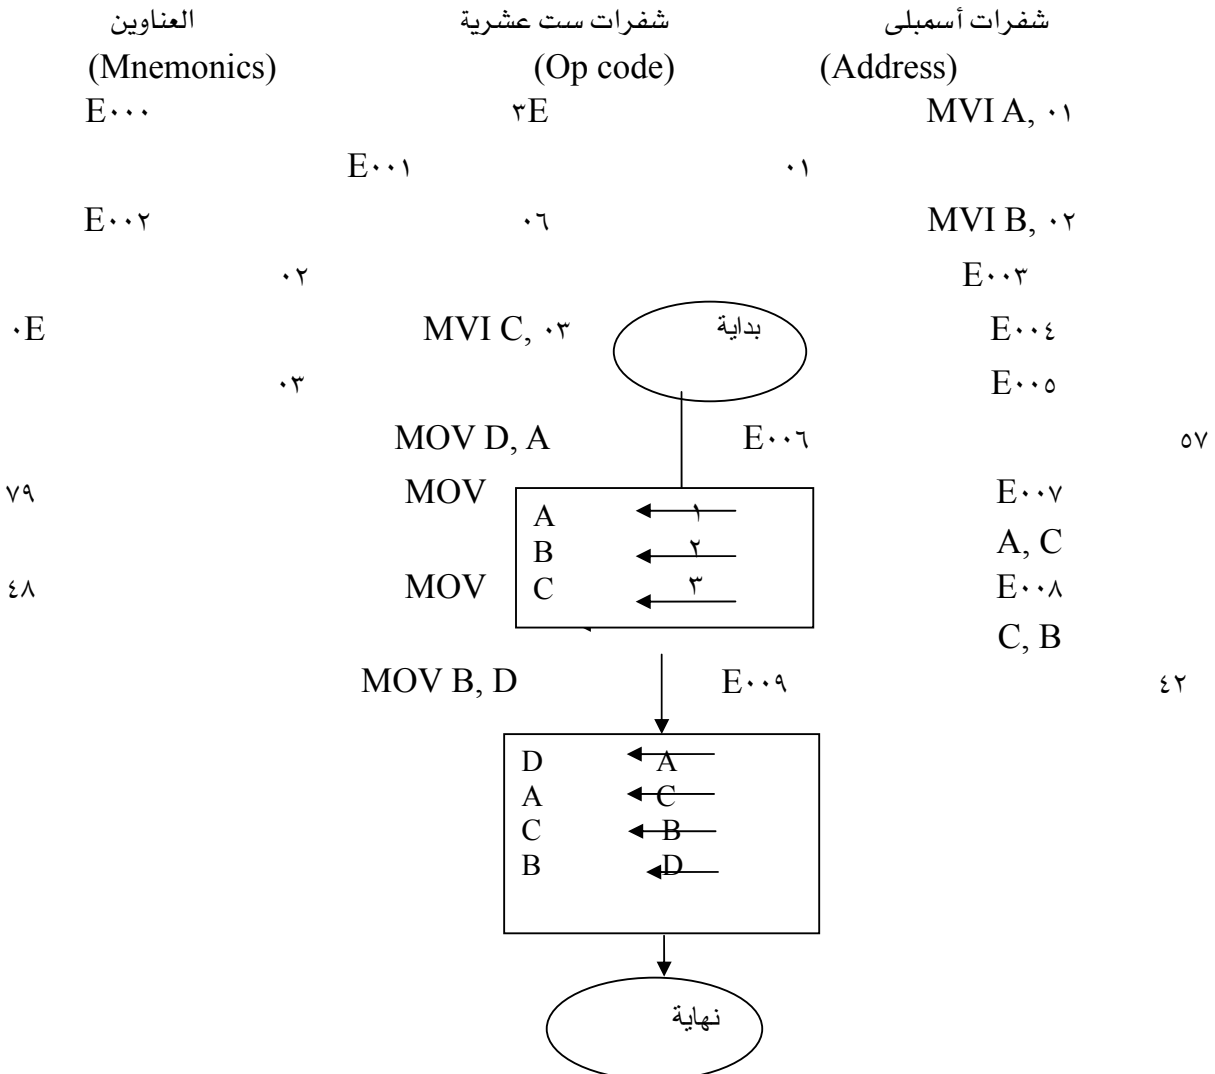 شفرات أسمبلى شفرات ست عشرية العناوين
(Mnemonics) (Op code) (Address)
E٠٠٠ ٣E MVI A, ٠١
E٠٠١ ٠١
E٠٠٢ ٠٦ MVI B, ٠٢
٠٢ E٠٠٣
٠E MVI C, ٠٣ بداية E٠٠٤
٠٣ E٠٠٥
MOV D, A E٠٠٦ ٥٧
٧٩ MOV E٠٠٧
A ١
B ٢ A, C
٤٨ MOV C ٣ E٠٠٨
C, B
MOV B, D E٠٠٩ ٤٢
D A
A C
C B
B D
نهاية